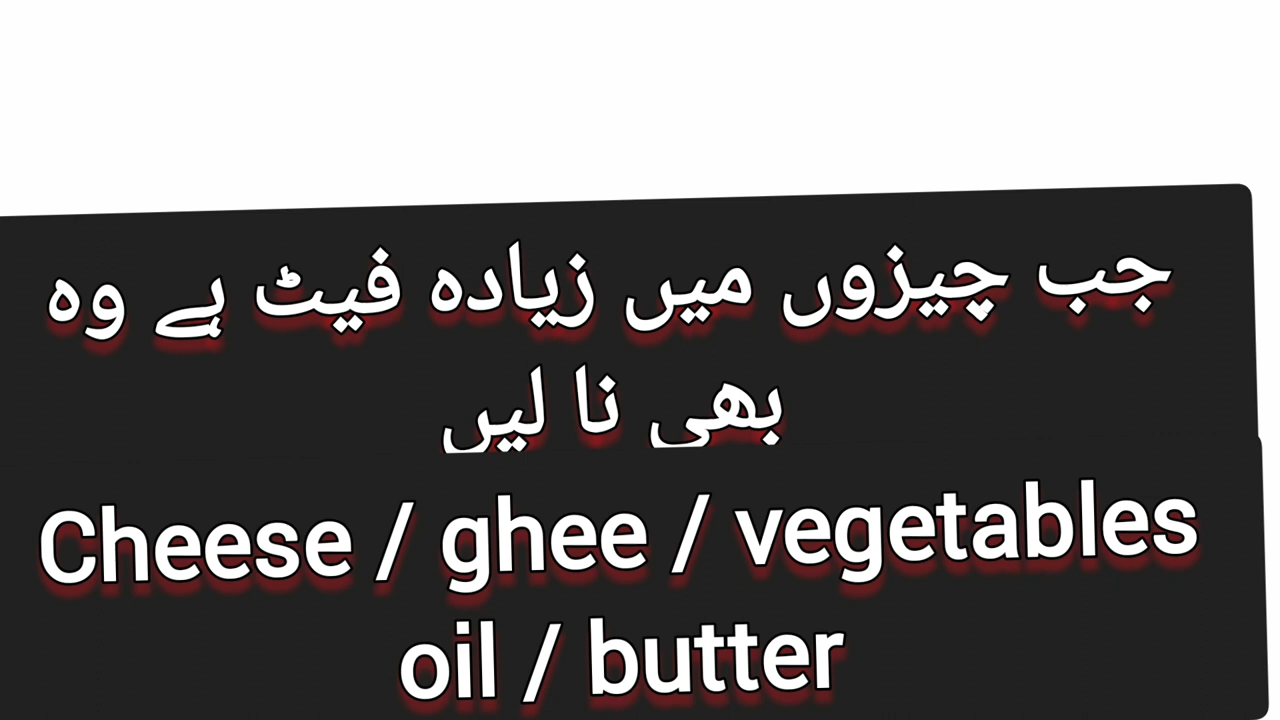 جب چیزوں میں زیادہ فیٹ ہے وہ
بھی نا لیں
Cheese / ghee / vegetables
oil / butter